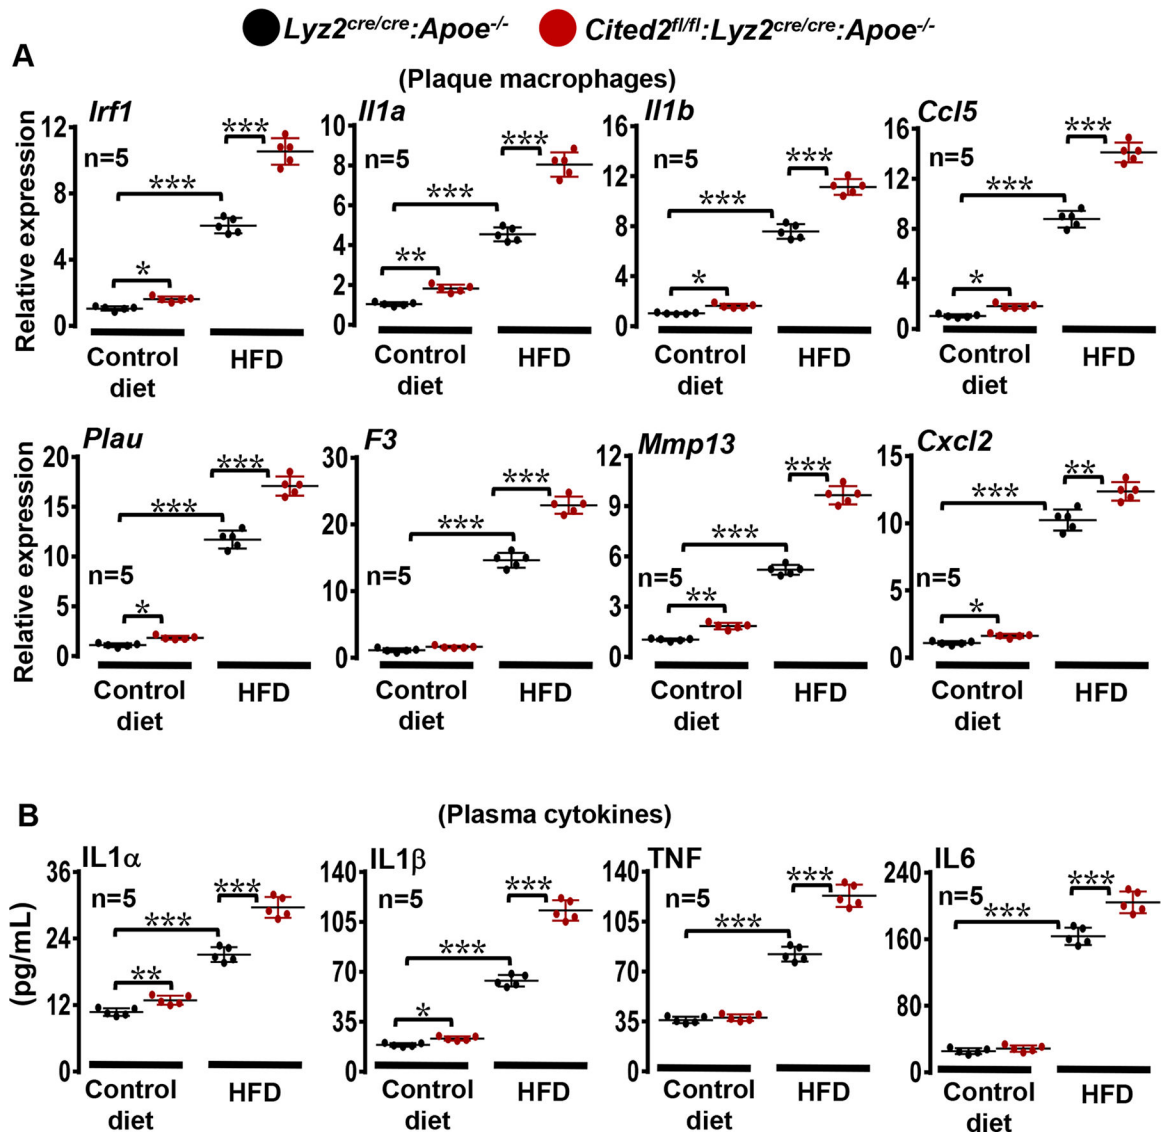 Lyz2cre/cre:Apoe-/- Cited2fl/fl:Lyz2cre/cre:Apoe-/-
A
(Plaque macrophages)
Irf1 Il1a Il1b Ccl5
Relative expression
12 8 4 0
n=5
*** *** *
10 8 6 4 2 0
n=5
*** *** **
16 12 8 4 0
n=5
*** *** *
16 12 8 4 0
n=5
*** *** *
Control diet HFD Control diet HFD Control diet HFD Control diet HFD
Plau F3 Mmp13 Cxcl2
Relative expression
20 15 10 5 0
n=5
*** *** *
30 20 10 0
n=5
*** ***
12 9 6 3 0
n=5
*** *** **
15 10 5 0
n=5
** *** *
Control diet HFD Control diet HFD Control diet HFD Control diet HFD
B
(Plasma cytokines)
IL1α IL1β TNF IL6
(pg/mL)
36 24 12 0
n=5
*** *** **
140 105 70 35 0
n=5
*** *** *
140 105 70 35 0
n=5
*** ***
240 160 80 0
n=5
*** ***
Control diet HFD Control diet HFD Control diet HFD Control diet HFD